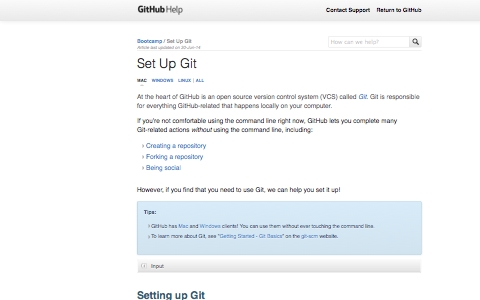 GitHub Help
Contact Support Return to GitHub
Bootcamp / Set Up Git
Article last updated on 30-Jun-14
How can we help?
Set Up Git
MAC WINDOWS LINUX ALL
At the heart of GitHub is an open source version control system (VCS) called Git. Git is responsible
for everything GitHub-related that happens locally on your computer.
If you're not comfortable using the command line right now, GitHub lets you complete many
Git-related actions without using the command line, including:
Creating a repository
Forking a repository
Being social
However, if you find that you need to use Git, we can help you set it up!
Tips:
GitHub has Mac and Windows clients! You can use them without ever touching the command line.
To learn more about Git, see "Getting Started - Git Basics" on the git-scm website.
Input
Setting up Git